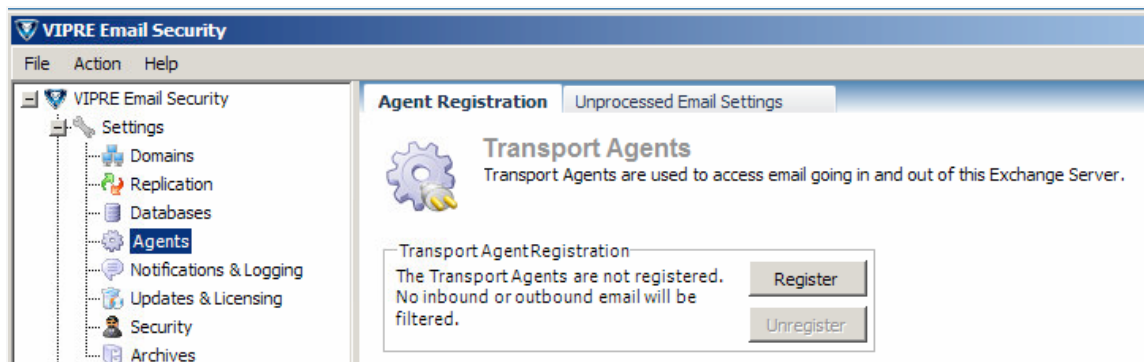 VIPRE Email Security
File Action Help
VIPRE Email Security
Settings
Domains
Replication
Databases
Agents
Notifications & Logging
Updates & Licensing
Security
Archives
Agent Registration Unprocessed Email Settings
Transport Agents
Transport Agents are used to access email going in and out of this Exchange Server.
Transport Agent Registration
The Transport Agents are not registered.
No inbound or outbound email will be
filtered.
Register
Unregister